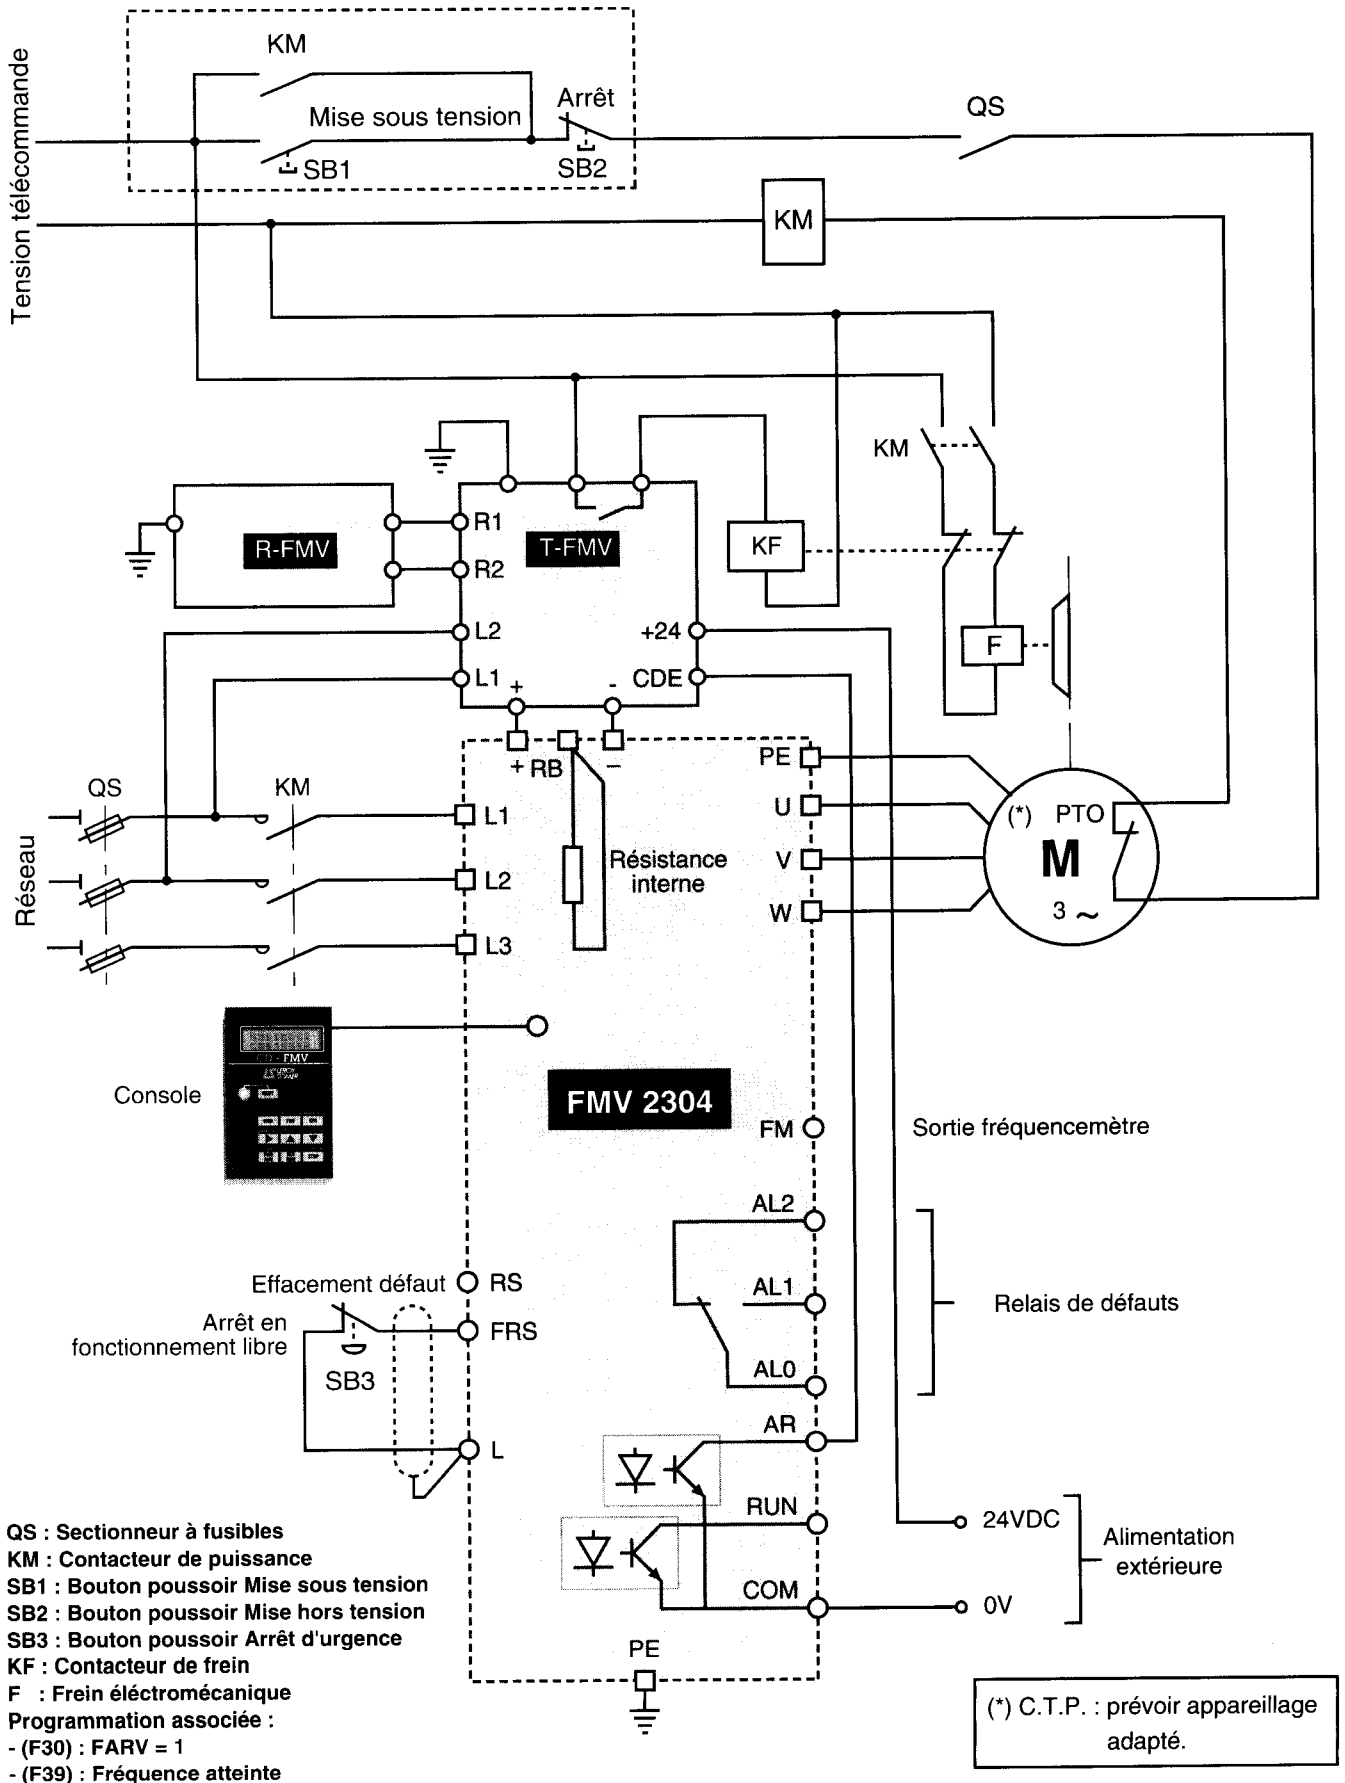 Tension télécommande
KM
Mise sous tension
Arrêt
SB1
SB2
QS
KM
KM
R-FMV
R1
R2
L2
L1
T-FMV
+24
CDE
+
-
KF
F
+
RB
–
PE
U
V
W
(*)
PTO
M
3 ~
QS
KM
Réseau
L1
L2
L3
Résistance
interne
Console
FMV
FMV 2304
FM
Sortie fréquencemètre
AL2
AL1
AL0
Relais de défauts
Effacement défaut
RS
Arrêt en
fonctionnement libre
FRS
SB3
L
AR
RUN
COM
24VDC
0V
Alimentation
extérieure
PE
QS : Sectionneur à fusibles
KM : Contacteur de puissance
SB1 : Bouton poussoir Mise sous tension
SB2 : Bouton poussoir Mise hors tension
SB3 : Bouton poussoir Arrêt d'urgence
KF : Contacteur de frein
F : Frein éléctromécanique
Programmation associée :
- (F30) : FARV = 1
- (F39) : Fréquence atteinte
(*) C.T.P. : prévoir appareillage
adapté.